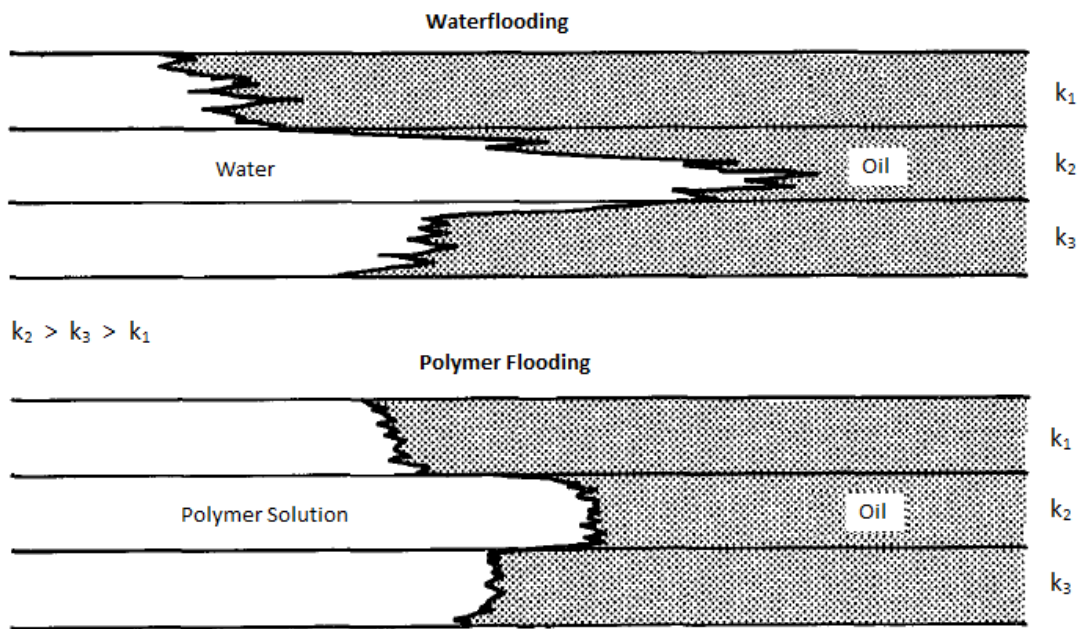 Waterflooding
k₁
Water
Oil
k₂
k₃
k₂ > k₃ > k₁
Polymer Flooding
k₁
Polymer Solution
Oil
k₂
k₃